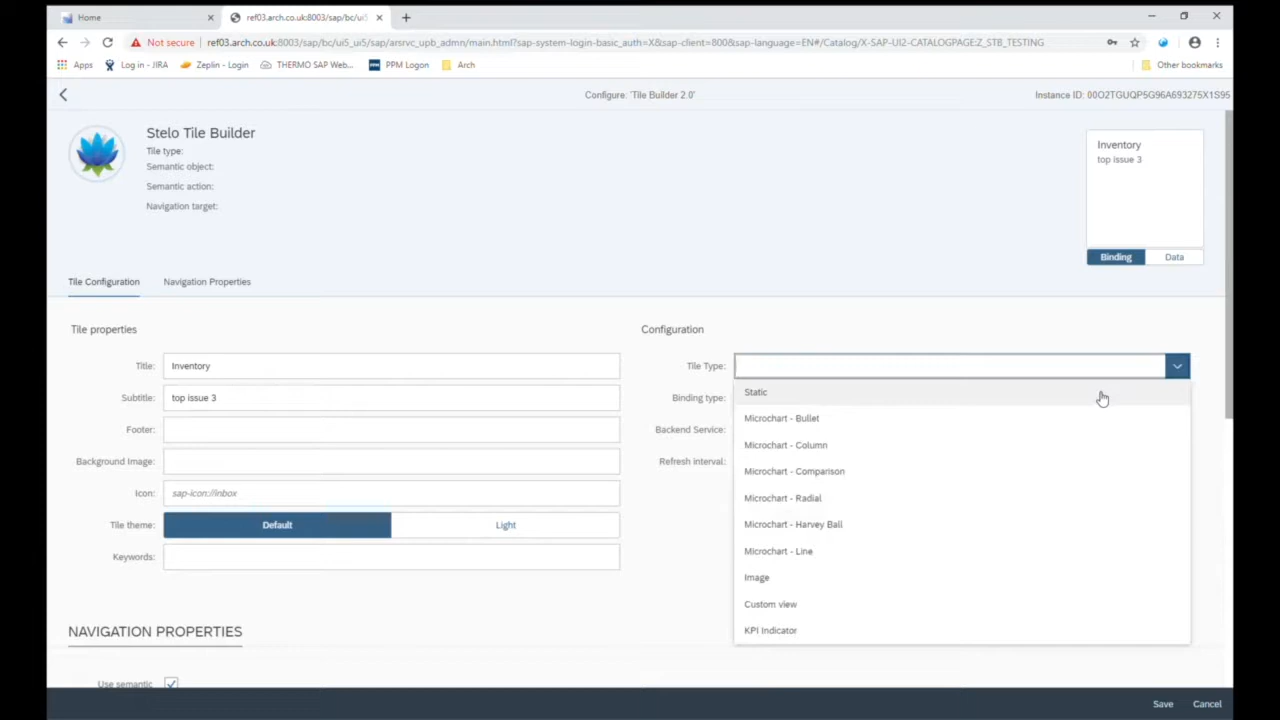 Home
ref03.arch.co.uk:8003/sap/bc/ui5
Not secure
ref03.arch.co.uk:8003/sap/bc/ui5_ui5/sap/arsrvc_upb_admn/main.html?sap-system-login-basic_auth=X&sap-client=800&sap-language=EN#/Catalog/X-SAP-UI2-CATALOGPAGE:Z_STB_TESTING
Apps
Log in - JIRA
Zeplin - Login
THERMO SAP Web...
PPM
PPM Logon
Arch
Other bookmarks
Configure: 'Tile Builder 2.0'
Instance ID: 00O2TGUQP5G96A693275X1S95
Stelo Tile Builder
Tile type:
Semantic object:
Semantic action:
Navigation target:
Inventory
top issue 3
Binding
Data
Tile Configuration
Navigation Properties
Tile properties
Title: Inventory
Subtitle: top issue 3
Footer:
Background Image:
Icon: sap-icon://inbox
Tile theme: Default Light
Keywords:
Configuration
Tile Type:
Binding type:
Backend Service:
Refresh interval:
Static
Microchart - Bullet
Microchart - Column
Microchart - Comparison
Microchart - Radial
Microchart - Harvey Ball
Microchart - Line
Image
Custom view
KPI Indicator
NAVIGATION PROPERTIES
Use semantic
Save
Cancel